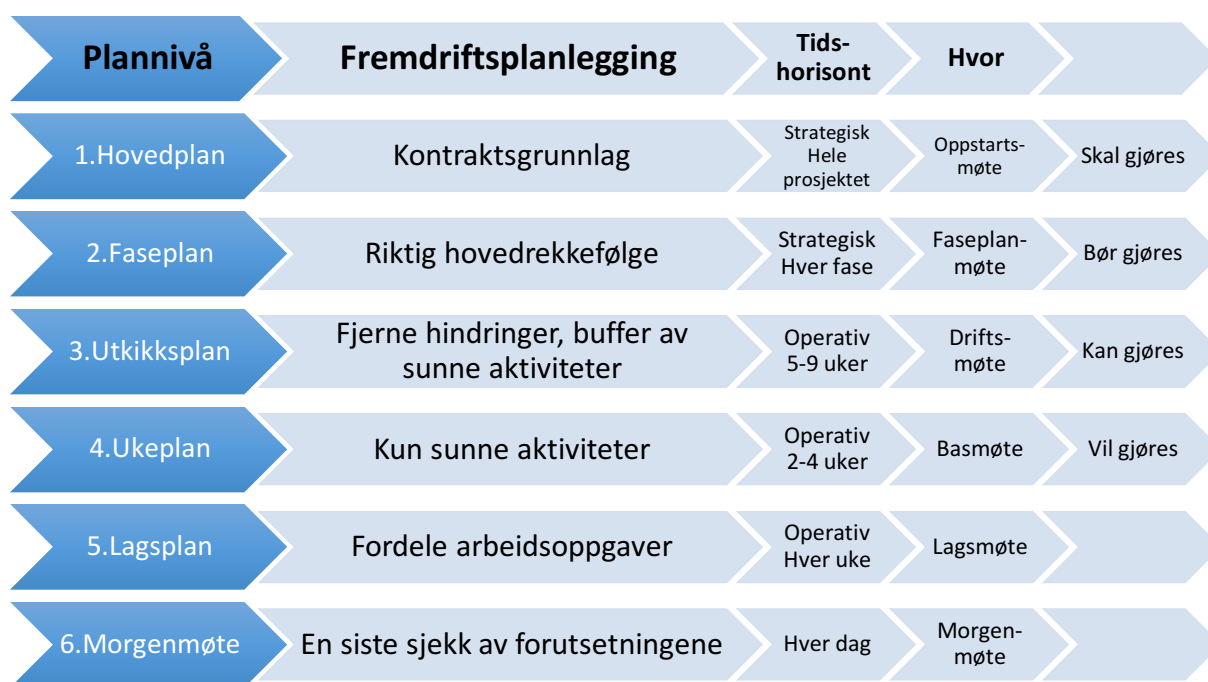 Plannivå
Fremdriftsplanlegging
Tids-
horisont
Hvor
1.Hovedplan
Kontraktsgrunnlag
Strategisk
Hele
prosjektet
Oppstarts-
møte
Skal gjøres
2.Faseplan
Riktig hovedrekkefølge
Strategisk
Hver fase
Faseplan-
møte
Bør gjøres
3.Utkikksplan
Fjerne hindringer, buffer av
sunne aktiviteter
Operativ
5-9 uker
Drifts-
møte
Kan gjøres
4.Ukeplan
Kun sunne aktiviteter
Operativ
2-4 uker
Basmøte
Vil gjøres
5.Lagsplan
Fordele arbeidsoppgaver
Operativ
Hver uke
Lagsmøte
6.Morgenmøte
En siste sjekk av forutsetningene
Hver dag
Morgen-
møte